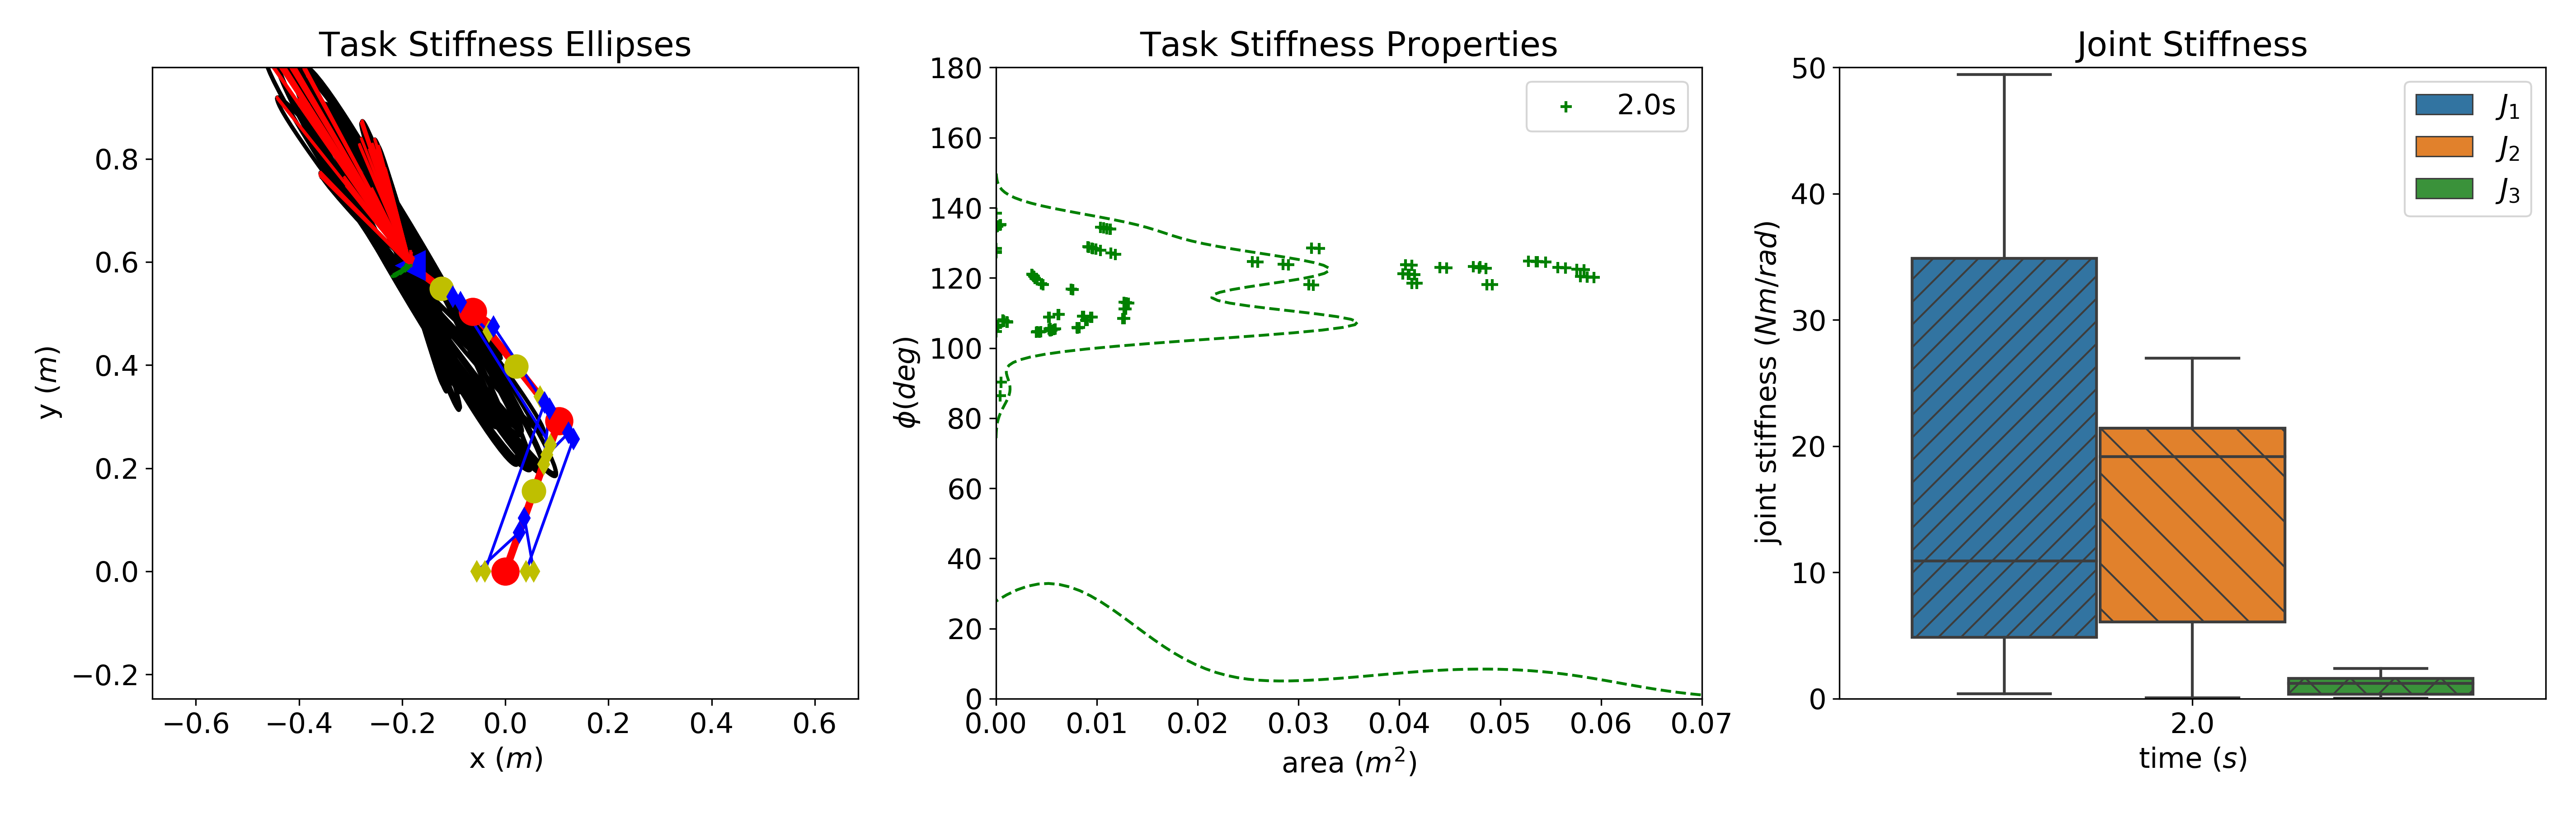 Task Stiffness Ellipses
y (m)
0.8
0.6
0.4
0.2
0.0
−0.2
−0.6 −0.4 −0.2 0.0 0.2 0.4 0.6
x (m)
Task Stiffness Properties
ϕ(deg)
180
160
140
120
100
80
60
40
20
0
2.0s
0.00 0.01 0.02 0.03 0.04 0.05 0.06 0.07
area (m²)
Joint Stiffness
joint stiffness (Nm/rad)
50
40
30
20
10
0
J₁
J₂
J₃
2.0
time (s)